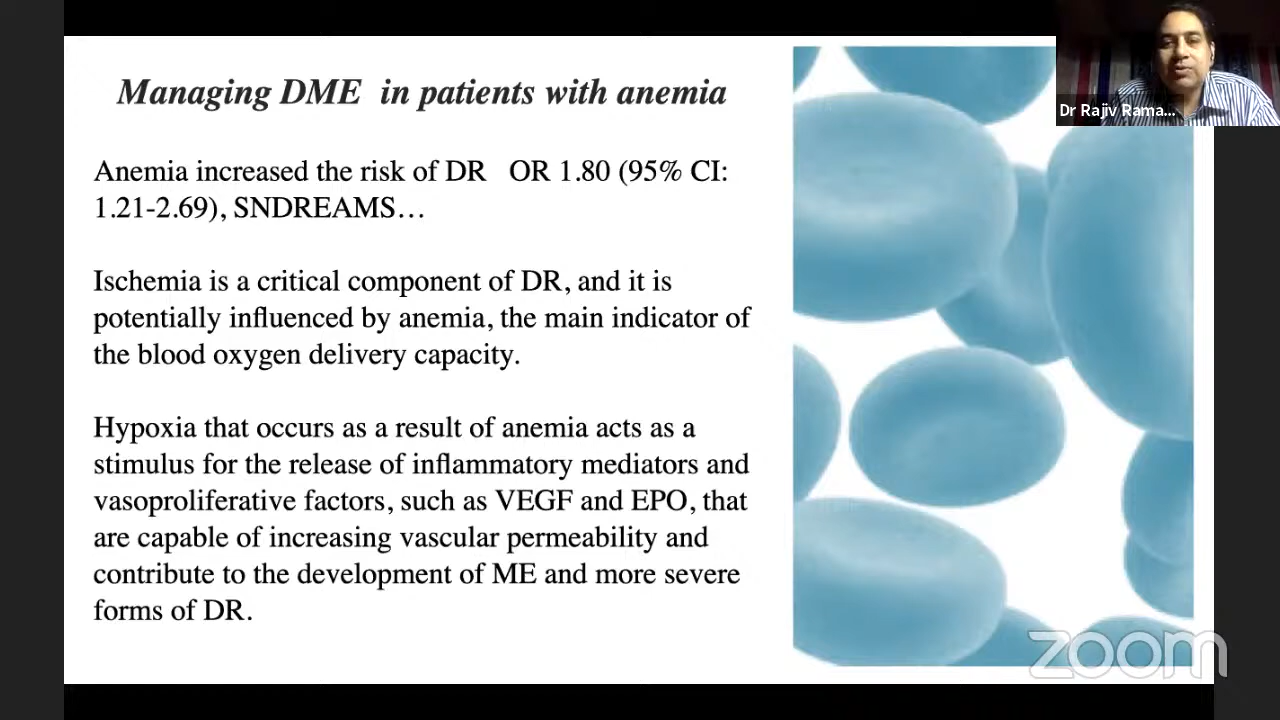 Managing DME in patients with anemia
Dr Rajiv Rama...
Anemia increased the risk of DR OR 1.80 (95% CI:
1.21-2.69), SNDREAMS…
Ischemia is a critical component of DR, and it is
potentially influenced by anemia, the main indicator of
the blood oxygen delivery capacity.
Hypoxia that occurs as a result of anemia acts as a
stimulus for the release of inflammatory mediators and
vasoproliferative factors, such as VEGF and EPO, that
are capable of increasing vascular permeability and
contribute to the development of ME and more severe
forms of DR.
zoom